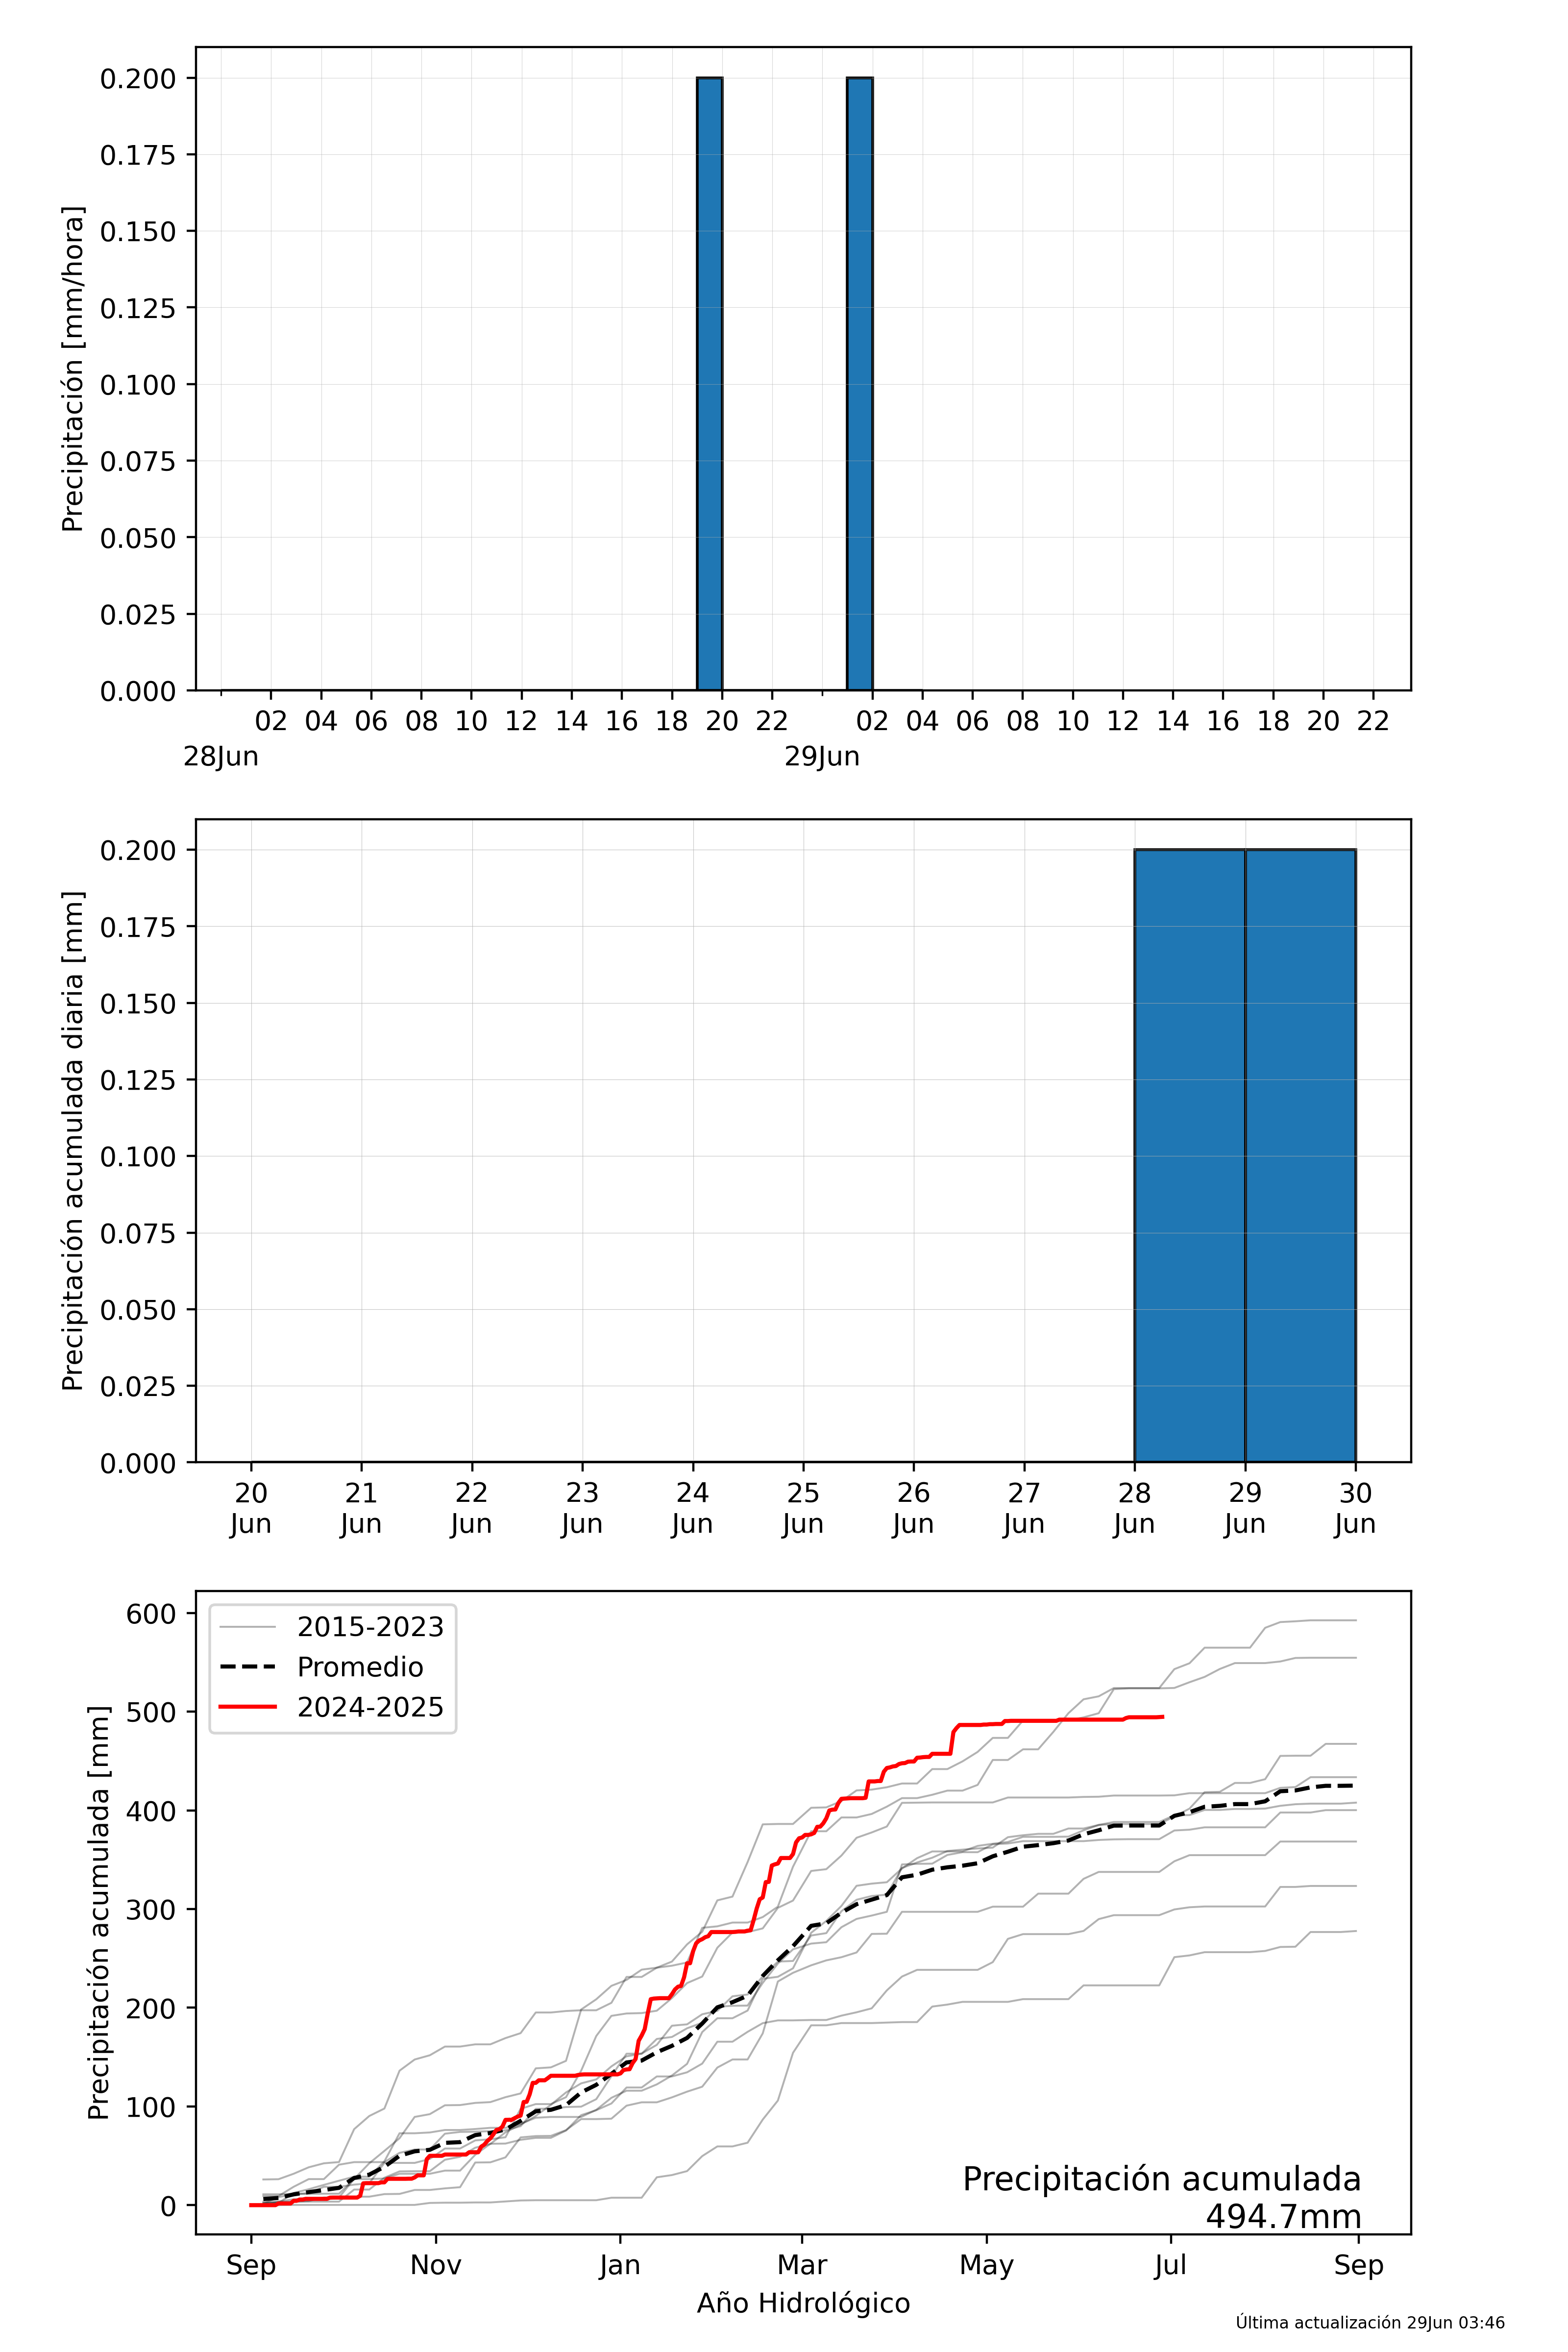 Precipitación [mm/hora]
0.200
0.175
0.150
0.125
0.100
0.075
0.050
0.025
0.000
02 04 06 08 10 12 14 16 18 20 22 02 04 06 08 10 12 14 16 18 20 22
28Jun 29Jun
Precipitación acumulada diaria [mm]
0.200
0.175
0.150
0.125
0.100
0.075
0.050
0.025
0.000
20 21 22 23 24 25 26 27 28 29 30
Jun Jun Jun Jun Jun Jun Jun Jun Jun Jun Jun
Precipitación acumulada [mm]
600
500
400
300
200
100
0
2015-2023
Promedio
2024-2025
Precipitación acumulada
494.7mm
Sep Nov Jan Mar May Jul Sep
Año Hidrológico
Última actualización 29Jun 03:46